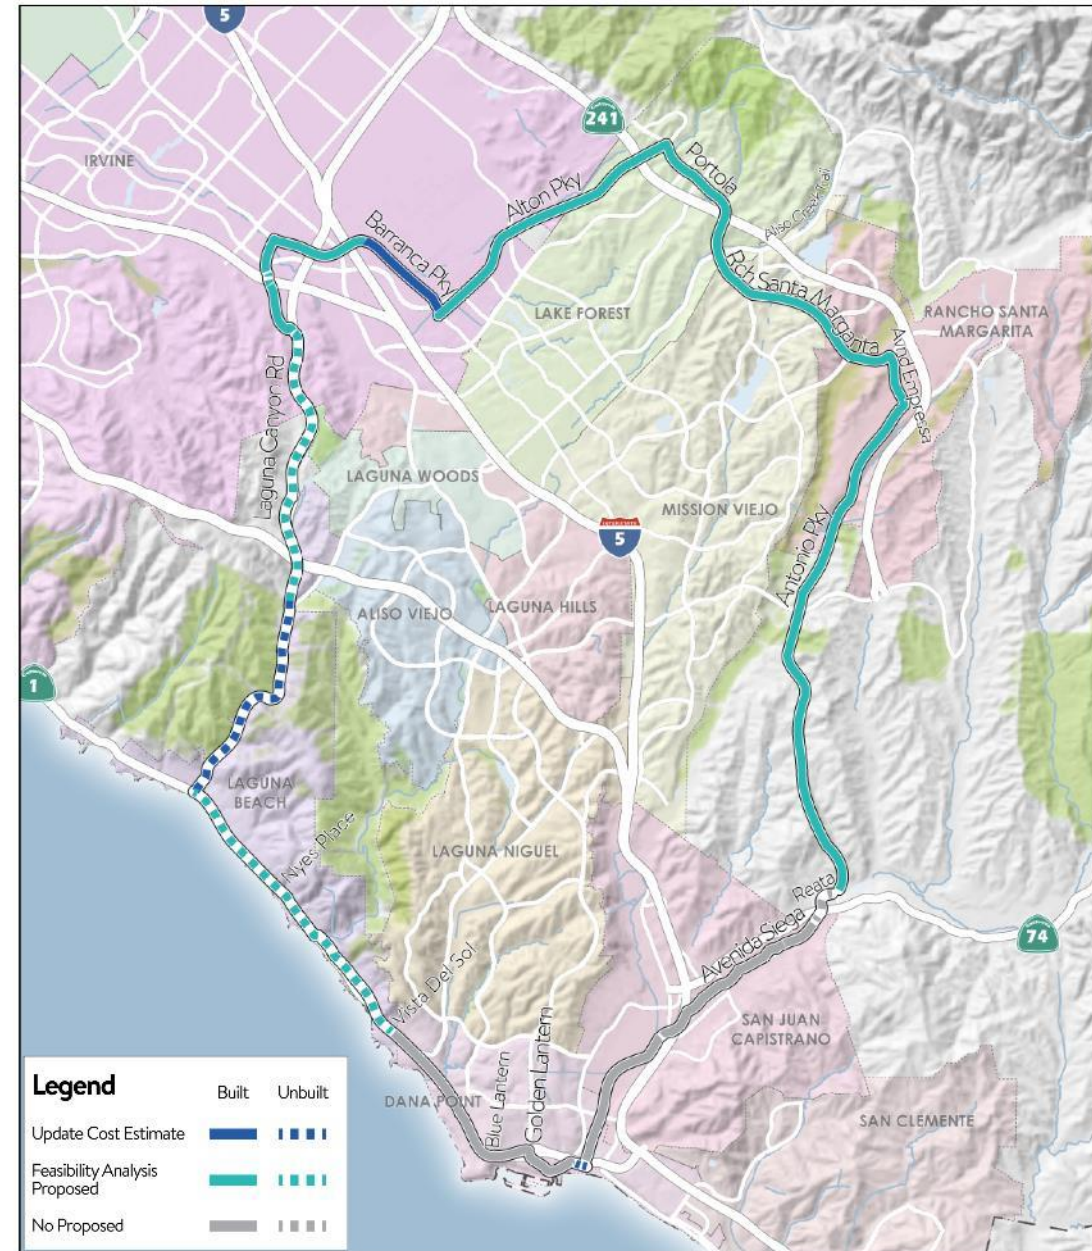 5
241
IRVINE
Portola
Alton Pky
Aliso Creek Trail
Barranca Pky
Rch Santa Margarita
LAKE FOREST
RANCHO SANTA
MARGARITA
Avnd Empressa
Laguna Canyon Rd
LAGUNA WOODS
MISSION VIEJO
5
Antonio Pky
ALISO VIEJO
LAGUNA HILLS
1
LAGUNA
BEACH
Nyes Place
LAGUNA NIGUEL
Reata
Avenida Siega
74
Vista Del Sol
SAN JUAN
CAPISTRANO
Golden Lantern
Blue Lantern
DANA POINT
SAN CLEMENTE
Legend
Built Unbuilt
Update Cost Estimate
Feasibility Analysis
Proposed
No Proposed